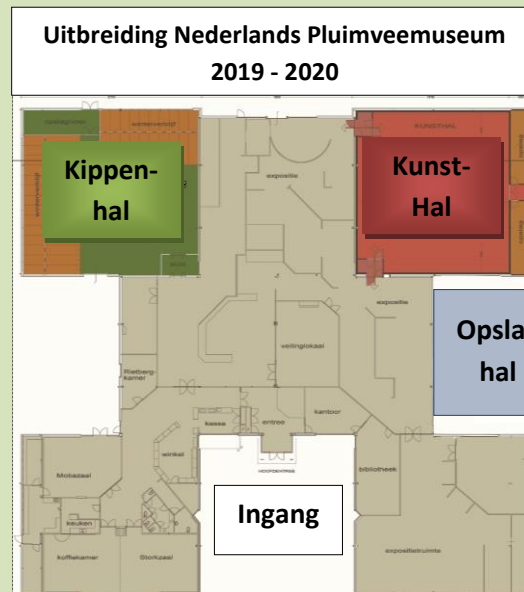 Uitbreiding Nederlands Pluimveemuseum
2019 - 2020
KUNSTHAL
Kippen-
hal
Kunst-
Hal
expositie
expositie
Opsla
hal
veilinglokaal
Rietberg-
kamer
kantoor
kassa
entree
winkel
HOOFDENTREE
Mobazaal
bibliotheek
keuken
Ingang
koffiekamer
Storkzaal
expositieruimte